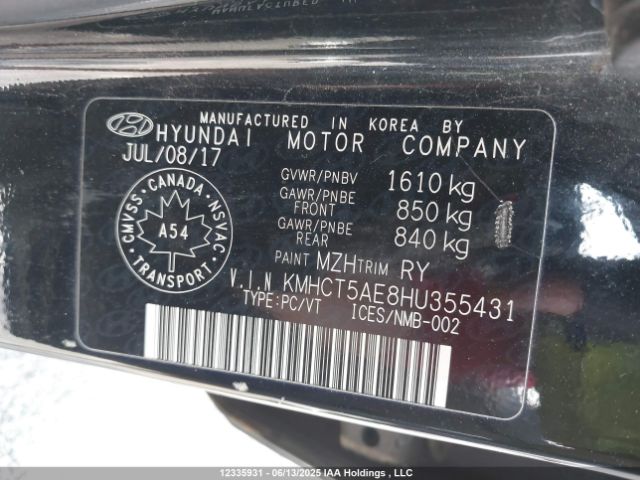 MANUFACTURED IN KOREA BY
HYUNDAI MOTOR COMPANY
JUL/08/17
GVWR/PNBV 1610 kg
GAWR/PNBE FRONT 850 kg
GAWR/PNBE REAR 840 kg
CANADA
CMVSS
NSVAC
A54
TRANSPORT
PAINT MZH TRIM RY
V.I.N KMHCT5AE8HU355431
TYPE:PC/VT ICES/NMB-002
12335931 - 06/13/2025 IAA Holdings, LLC